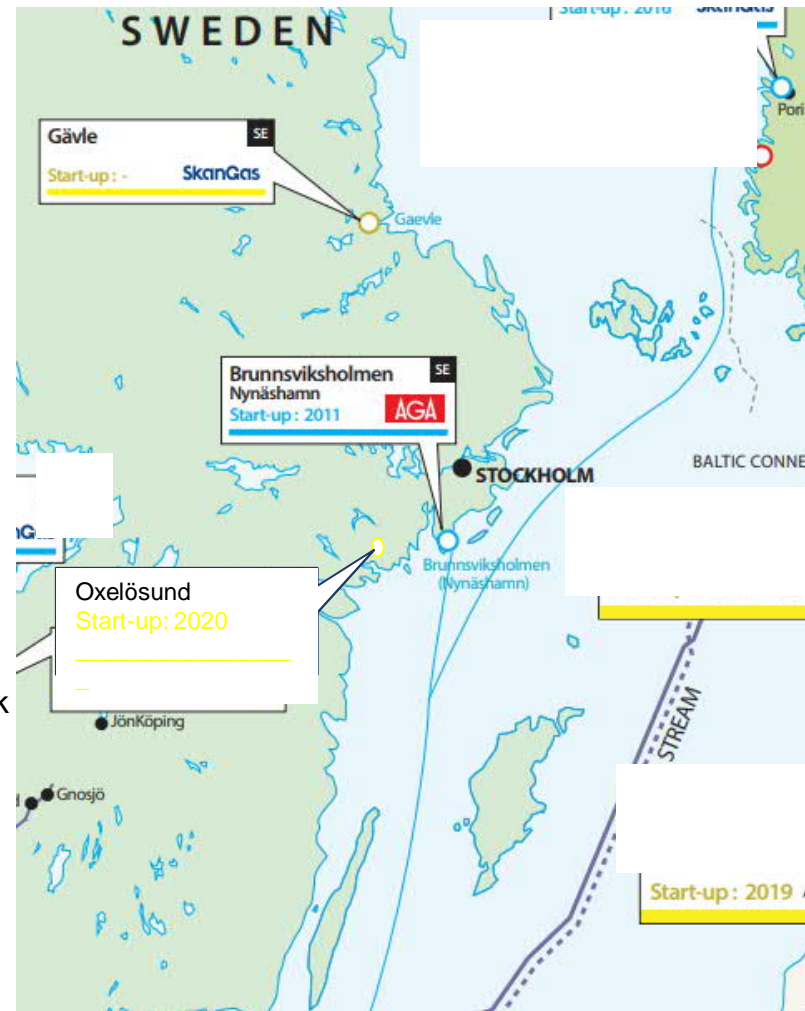 SWEDEN
Start-up: 2016 SkanGas
Pori
Gävle SE
Start-up: - SkanGas
Gaevle
Brunnsviksholmen SE
Nynäshamn
Start-up: 2011 AGA
STOCKHOLM
BALTIC CONNE
Brunnsviksholmen
(Nynäshamn)
Oxelösund
Start-up: 2020
k
JönKöping
STREAM
Gnosjö
Start-up: 2019